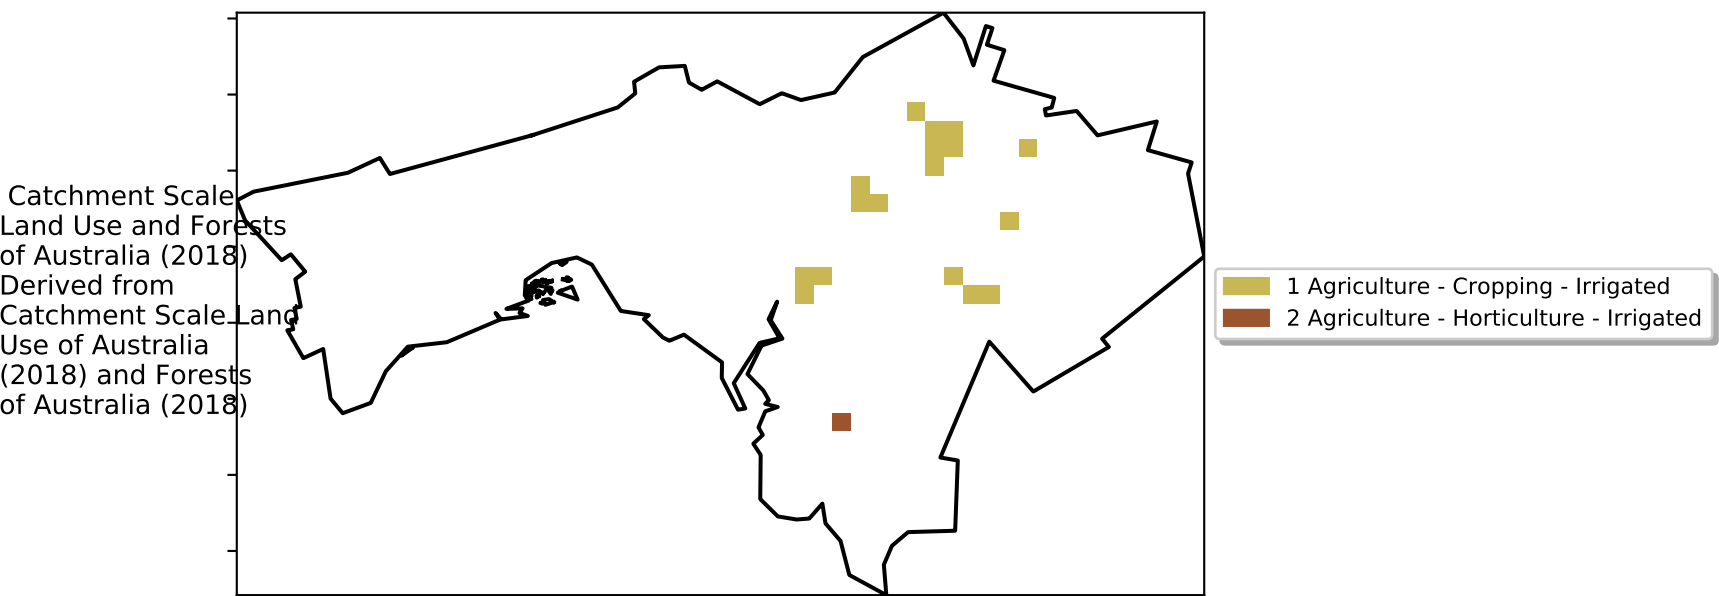 Catchment Scale
Land Use and Forests
of Australia (2018)
Derived from
Catchment Scale Land
Use of Australia
(2018) and Forests
of Australia (2018)
1 Agriculture - Cropping - Irrigated
2 Agriculture - Horticulture - Irrigated